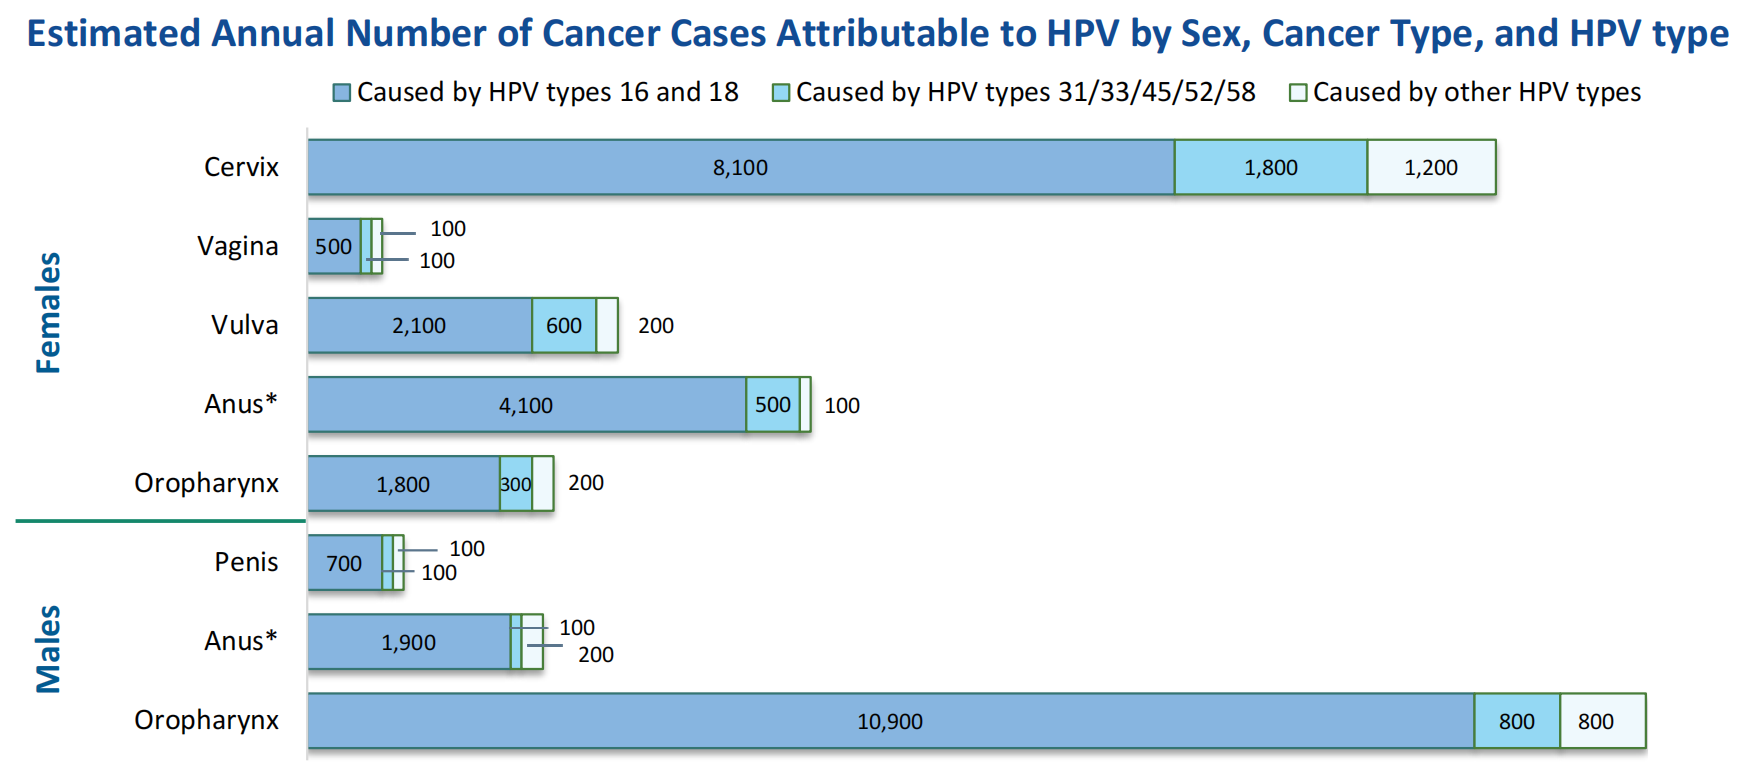 Estimated Annual Number of Cancer Cases Attributable to HPV by Sex, Cancer Type, and HPV type
Caused by HPV types 16 and 18 Caused by HPV types 31/33/45/52/58 Caused by other HPV types
Females
Cervix 8,100 1,800 1,200
Vagina 500 100
100
Vulva 2,100 600 200
Anus* 4,100 500 100
Oropharynx 1,800 300 200
Males
Penis 700 100
100
Anus* 1,900 100
200
Oropharynx 10,900 800 800